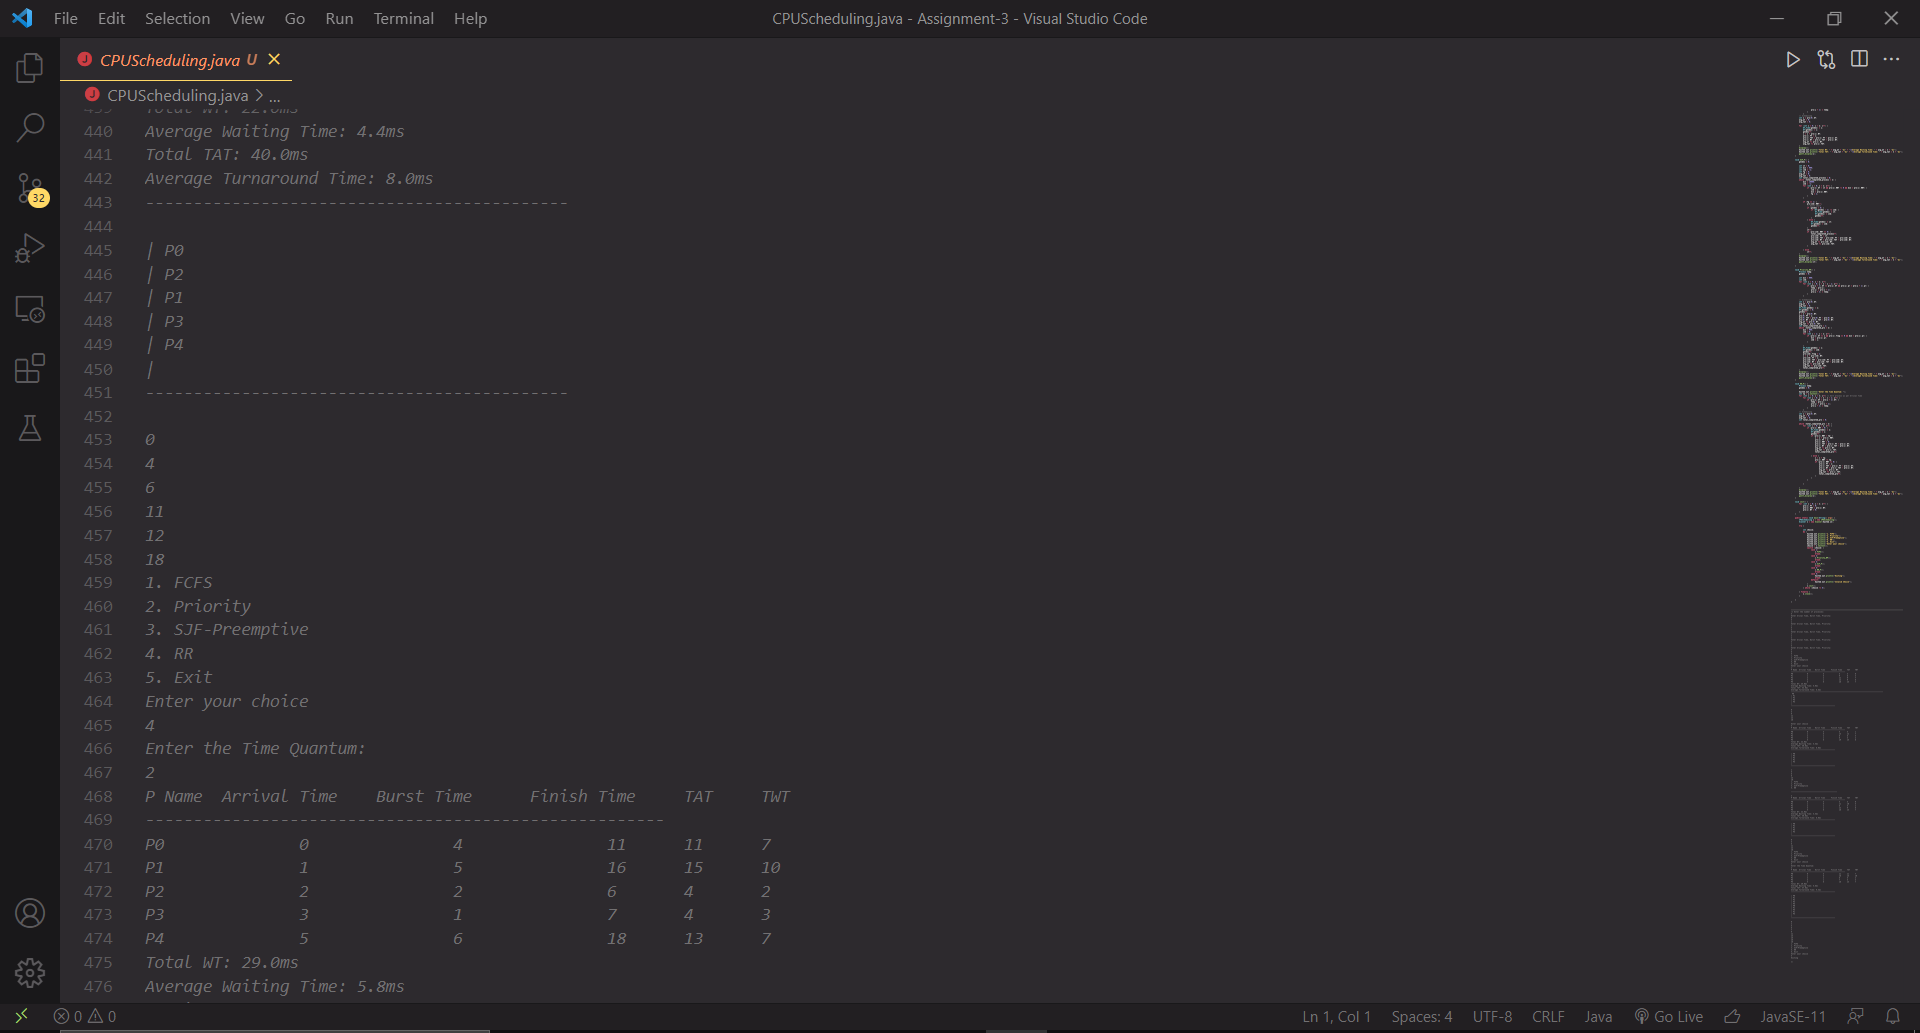 File Edit Selection View Go Run Terminal Help
CPUScheduling.java - Assignment-3 - Visual Studio Code
CPUScheduling.java U
CPUScheduling.java > ...
439 Total WT: 22.0ms
440 Average Waiting Time: 4.4ms
441 Total TAT: 40.0ms
442 Average Turnaround Time: 8.0ms
443 --------------------------------------------
444
445 | P0
446 | P2
447 | P1
448 | P3
449 | P4
450 |
451 --------------------------------------------
452
453 0
454 4
455 6
456 11
457 12
458 18
459 1. FCFS
460 2. Priority
461 3. SJF-Preemptive
462 4. RR
463 5. Exit
464 Enter your choice
465 4
466 Enter the Time Quantum:
467 2
468 P Name Arrival Time Burst Time Finish Time TAT TWT
469 ------------------------------------------------------
470 P0 0 4 11 11 7
471 P1 1 5 16 15 10
472 P2 2 2 6 4 2
473 P3 3 1 7 4 3
474 P4 5 6 18 13 7
475 Total WT: 29.0ms
476 Average Waiting Time: 5.8ms
32
0 0
Ln 1, Col 1 Spaces: 4 UTF-8 CRLF Java Go Live JavaSE-11